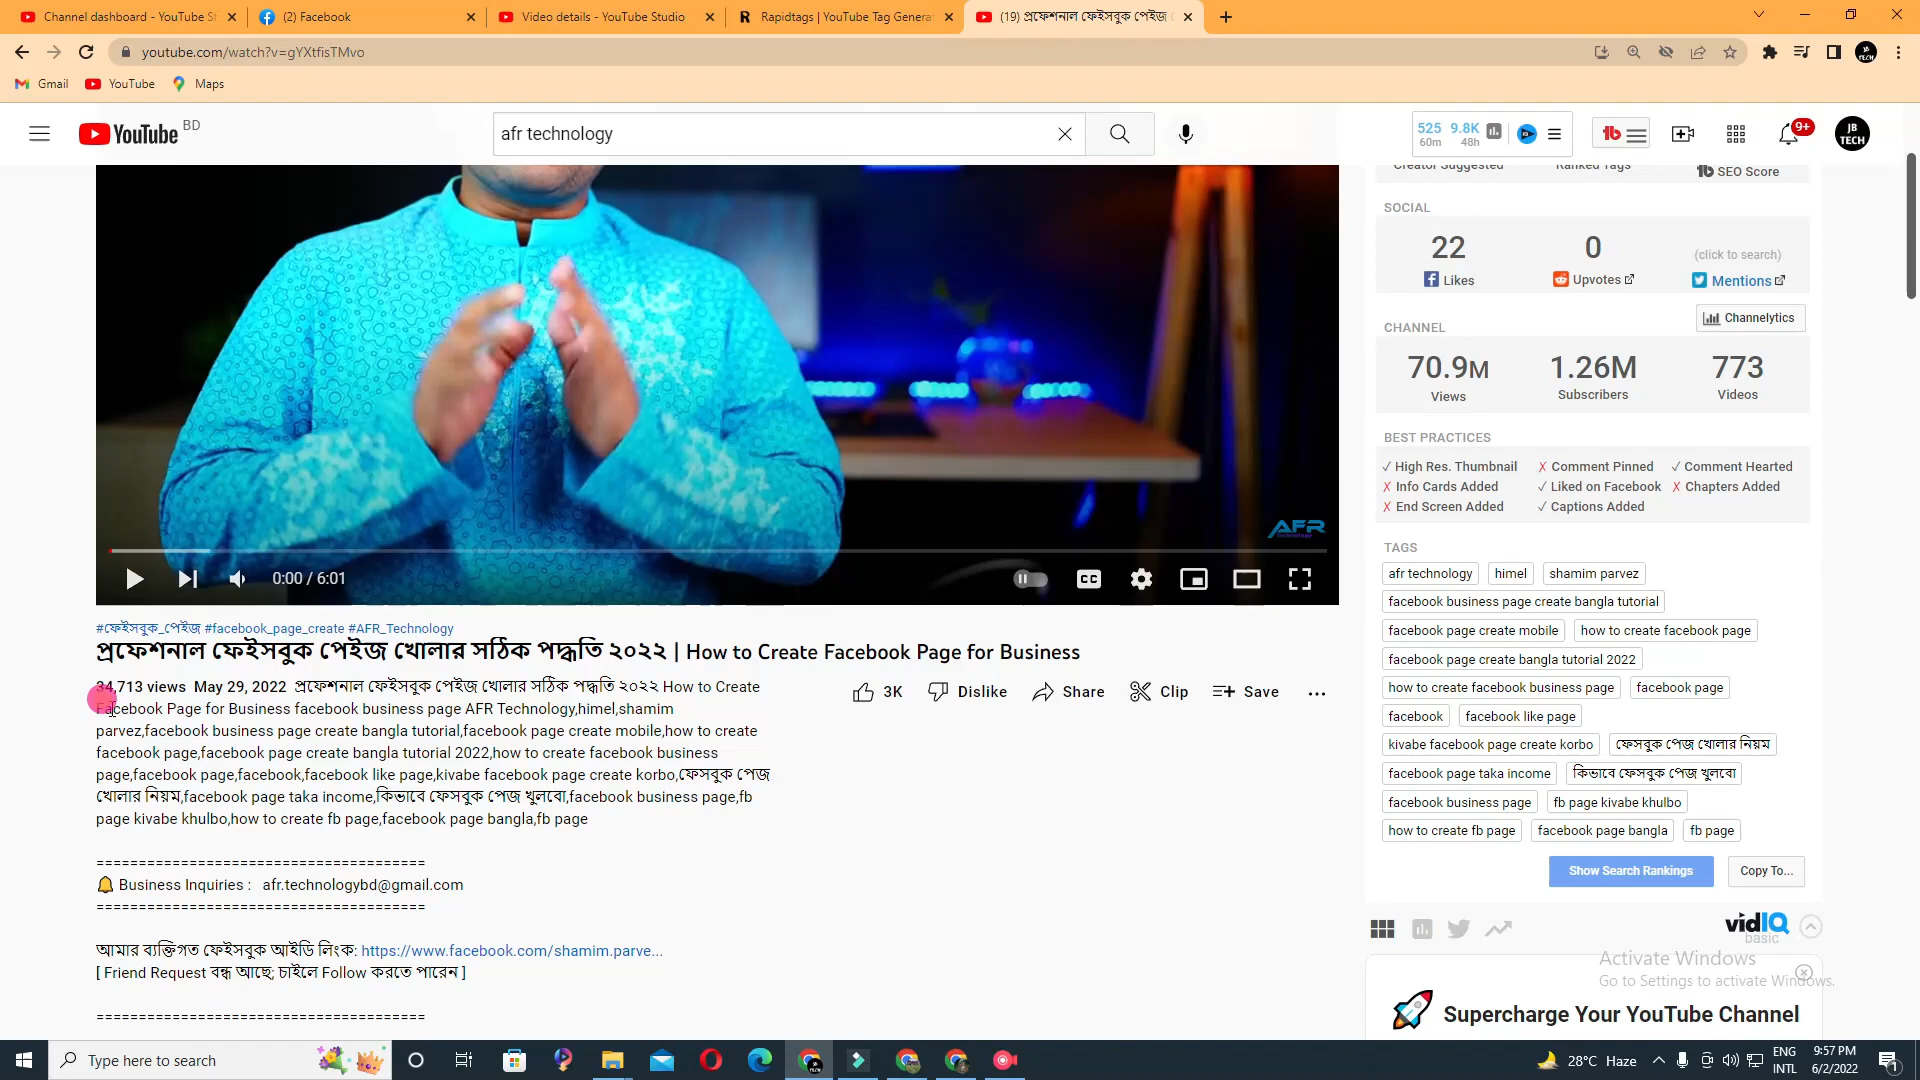 Channel dashboard - YouTube St
(2) Facebook
Video details - YouTube Studio
Rapidtags | YouTube Tag Generat
(19) প্রফেশনাল ফেইসবুক পেইজ
youtube.com/watch?v=gYXtfisTMvo
Gmail
YouTube
Maps
YouTube BD
afr technology
525 60m
9.8K 48h
9+
JB TECH
Creator Suggested
Ranked Tags
SEO Score
SOCIAL
22
0
(click to search)
Likes
Upvotes
Mentions
CHANNEL
Channelytics
70.9M
1.26M
773
Views
Subscribers
Videos
BEST PRACTICES
✓ High Res. Thumbnail
✗ Comment Pinned
✓ Comment Hearted
✗ Info Cards Added
✓ Liked on Facebook
✗ Chapters Added
✗ End Screen Added
✓ Captions Added
TAGS
afr technology
himel
shamim parvez
facebook business page create bangla tutorial
facebook page create mobile
how to create facebook page
facebook page create bangla tutorial 2022
how to create facebook business page
facebook page
facebook
facebook like page
kivabe facebook page create korbo
ফেসবুক পেজ খোলার নিয়ম
facebook page taka income
কিভাবে ফেসবুক পেজ খুলবো
facebook business page
fb page kivabe khulbo
how to create fb page
facebook page bangla
fb page
Show Search Rankings
Copy To...
vidIQ
basic
Activate Windows
Go to Settings to activate Windows.
Supercharge Your YouTube Channel
AFR
Technology
0:00 / 6:01
CC
#ফেইসবুক_পেইজ #facebook_page_create #AFR_Technology
প্রফেশনাল ফেইসবুক পেইজ খোলার সঠিক পদ্ধতি ২০২২ | How to Create Facebook Page for Business
34,713 views May 29, 2022 প্রফেশনাল ফেইসবুক পেইজ খোলার সঠিক পদ্ধতি ২০২২ How to Create
Facebook Page for Business facebook business page AFR Technology,himel,shamim
parvez,facebook business page create bangla tutorial,facebook page create mobile,how to create
facebook page,facebook page create bangla tutorial 2022,how to create facebook business
page,facebook page,facebook,facebook like page,kivabe facebook page create korbo,ফেসবুক পেজ
খোলার নিয়ম,facebook page taka income,কিভাবে ফেসবুক পেজ খুলবো,facebook business page,fb
page kivabe khulbo,how to create fb page,facebook page bangla,fb page
3K
Dislike
Share
Clip
Save
=======================================
Business Inquiries : afr.technologybd@gmail.com
=======================================
আমার ব্যক্তিগত ফেইসবুক আইডি লিংক: https://www.facebook.com/shamim.parve...
[ Friend Request বন্ধ আছে; চাইলে Follow করতে পারেন ]
=======================================
Type here to search
28°C Haze
ENG
INTL
9:57 PM
6/2/2022
1